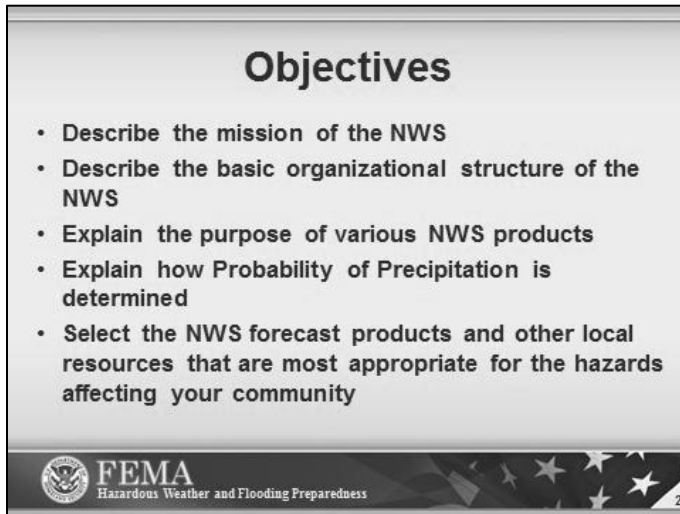 Objectives
• Describe the mission of the NWS
• Describe the basic organizational structure of the
NWS
• Explain the purpose of various NWS products
• Explain how Probability of Precipitation is
determined
• Select the NWS forecast products and other local
resources that are most appropriate for the hazards
affecting your community
FEMA
Hazardous Weather and Flooding Preparedness
2